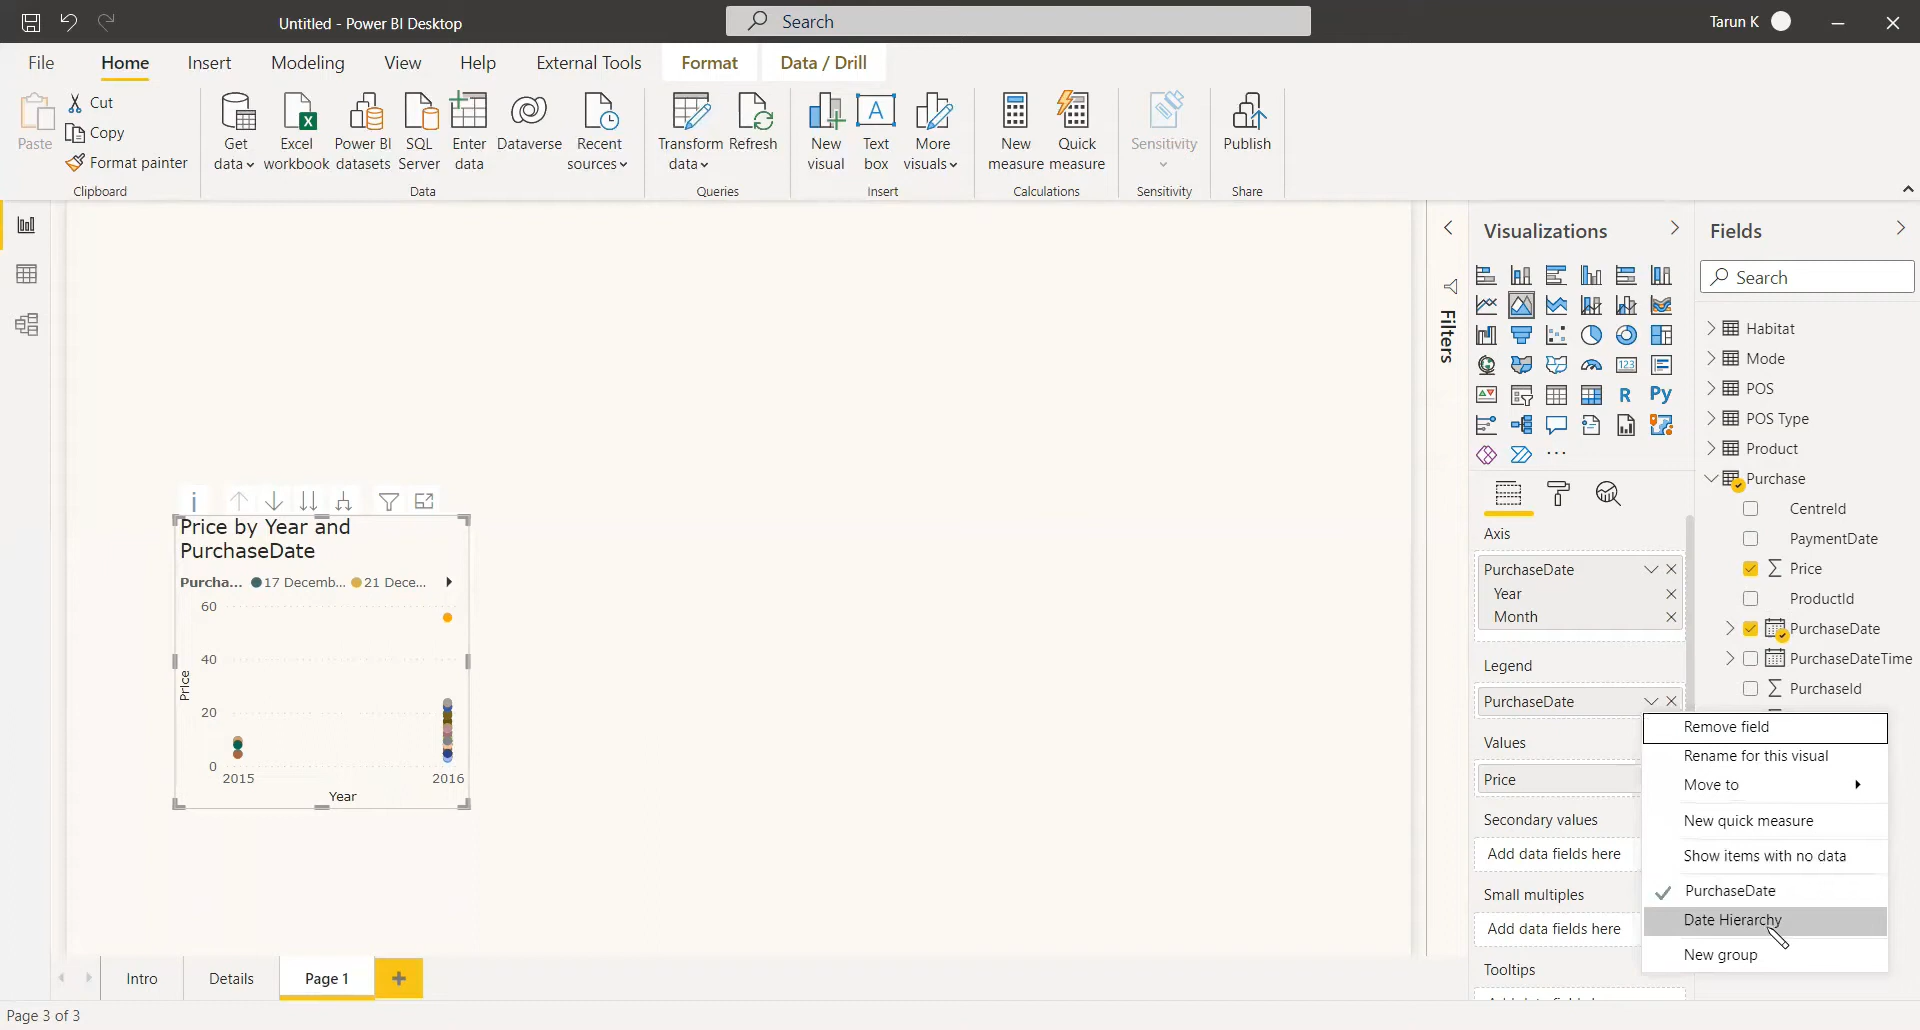 Untitled - Power BI Desktop
Search
Tarun K
File
Home
Insert
Modeling
View
Help
External Tools
Format
Data / Drill
Paste
Cut
Copy
Format painter
Clipboard
Get data
Excel workbook
Power BI datasets
SQL Server
Enter data
Dataverse
Recent sources
Data
Transform data
Refresh
Queries
New visual
Text box
More visuals
Insert
New measure
Quick measure
Calculations
Sensitivity
Sensitivity
Publish
Share
Price by Year and
PurchaseDate
Purcha...
17 Decemb...
21 Dece...
60
40
20
0
Price
2015
2016
Year
Filters
Visualizations
123
R
Py
Axis
PurchaseDate
Year
Month
Legend
PurchaseDate
Values
Price
Secondary values
Add data fields here
Small multiples
Add data fields here
Tooltips
Remove field
Rename for this visual
Move to
New quick measure
Show items with no data
PurchaseDate
Date Hierarchy
New group
Fields
Search
Habitat
Mode
POS
POS Type
Product
Purchase
CentreId
PaymentDate
Price
ProductId
PurchaseDate
PurchaseDateTime
PurchaseId
Intro
Details
Page 1
Page 3 of 3